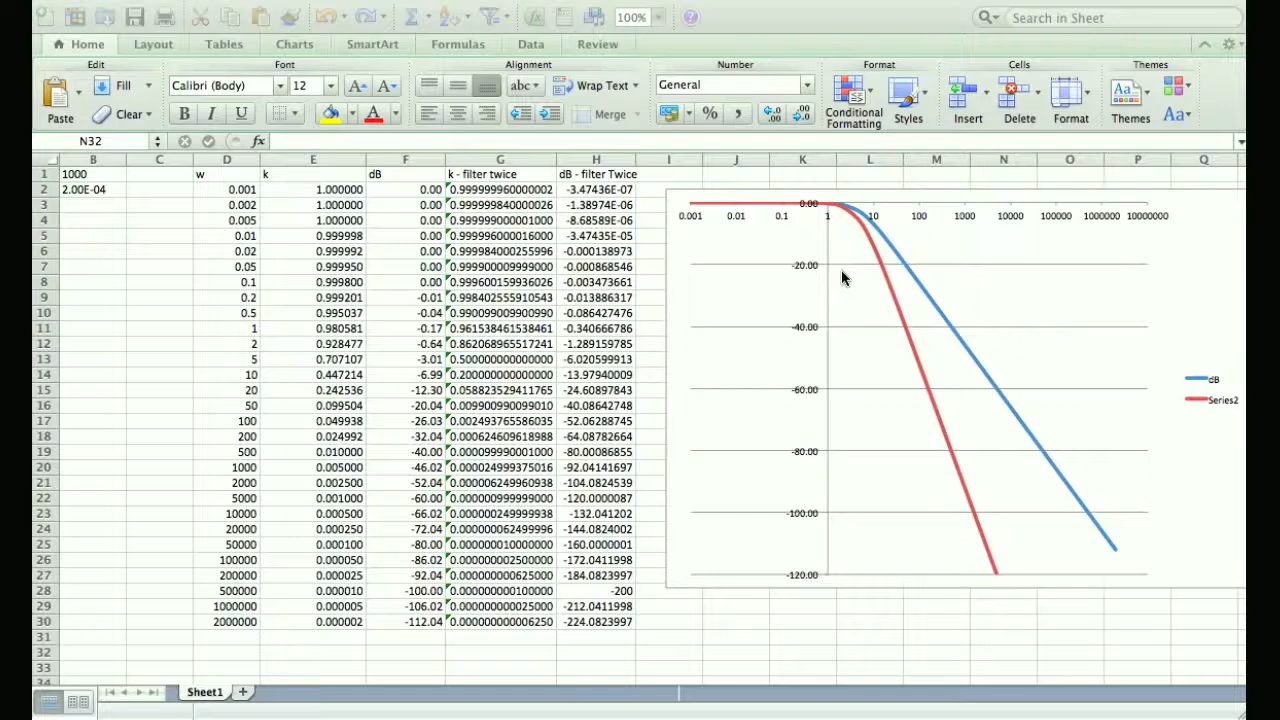 100%
Search in Sheet
Home Layout Tables Charts SmartArt Formulas Data Review
Edit Font Alignment Number Format Cells Themes
Fill Calibri (Body) 12 A A abc Wrap Text General
Paste Clear B I U A Merge % , Conditional Formatting Styles Insert Delete Format Themes Aa
N32 fx
B C D E F G H I J K L M N O P Q
1 1000 w k dB k - filter twice dB - filter Twice
2 2.00E-04 0.001 1.000000 0.00 0.999999960000002 -3.47436E-07
3 0.002 1.000000 0.00 0.999999840000026 -1.38974E-06
4 0.005 1.000000 0.00 0.999999000001000 -8.68589E-06
5 0.01 0.999998 0.00 0.999996000016000 -3.47435E-05
6 0.02 0.999992 0.00 0.999984000255996 -0.000138973
7 0.05 0.999950 0.00 0.999900009999000 -0.000868546
8 0.1 0.999800 0.00 0.999600159936026 -0.003473661
9 0.2 0.999201 -0.01 0.998402555910543 -0.013886317
10 0.5 0.995037 -0.04 0.990099009900990 -0.086427476
11 1 0.980581 -0.17 0.961538461538461 -0.340666786
12 2 0.928477 -0.64 0.862068965517241 -1.289159785
13 5 0.707107 -3.01 0.500000000000000 -6.020599913
14 10 0.447214 -6.99 0.200000000000000 -13.97940009
15 20 0.242536 -12.30 0.058823529411765 -24.60897843
16 50 0.099504 -20.04 0.009900990099010 -40.08642748
17 100 0.049938 -26.03 0.002493765586035 -52.06288745
18 200 0.024992 -32.04 0.000624609618988 -64.08782664
19 500 0.010000 -40.00 0.000099990001000 -80.00086855
20 1000 0.005000 -46.02 0.000024999375016 -92.04141697
21 2000 0.002500 -52.04 0.000006249960938 -104.0824539
22 5000 0.001000 -60.00 0.000000999999000 -120.0000087
23 10000 0.000500 -66.02 0.000000249999938 -132.041202
24 20000 0.000250 -72.04 0.000000062499996 -144.0824002
25 50000 0.000100 -80.00 0.000000010000000 -160.0000001
26 100000 0.000050 -86.02 0.000000002500000 -172.0411998
27 200000 0.000025 -92.04 0.000000000625000 -184.0823997
28 500000 0.000010 -100.00 0.000000000100000 -200
29 1000000 0.000005 -106.02 0.000000000025000 -212.0411998
30 2000000 0.000002 -112.04 0.000000000006250 -224.0823997
31
32
33
34
0.00
0.001 0.01 0.1 1 10 100 1000 10000 100000 1000000 10000000
-20.00
-40.00
-60.00
-80.00
-100.00
-120.00
dB
Series2
Sheet1